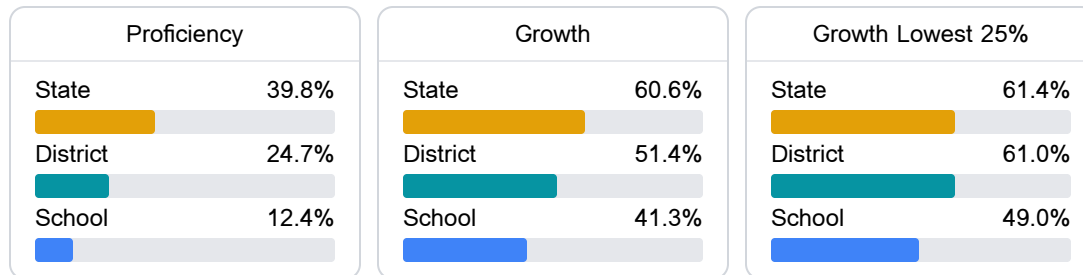 Proficiency
State 39.8%
District 24.7%
School 12.4%
Growth
State 60.6%
District 51.4%
School 41.3%
Growth Lowest 25%
State 61.4%
District 61.0%
School 49.0%